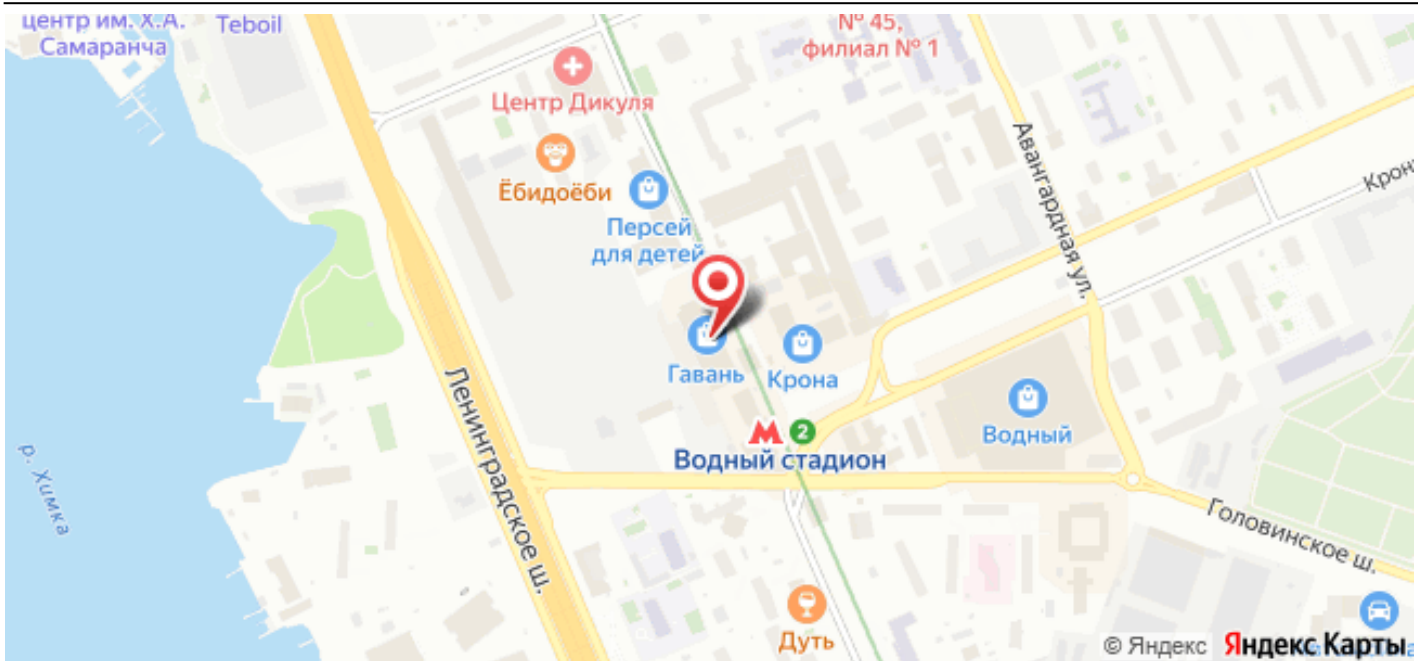 центр им. Х.А.
Самаранча
Teboil
№ 45,
филиал № 1
Центр Дикуля
Ёбидоёби
Персей
для детей
Авангардная ул.
Гавань
Крона
Водный
2
Водный стадион
Ленинградское ш.
р. Химка
Головинское ш.
Дуть
© Яндекс Яндекс Карты